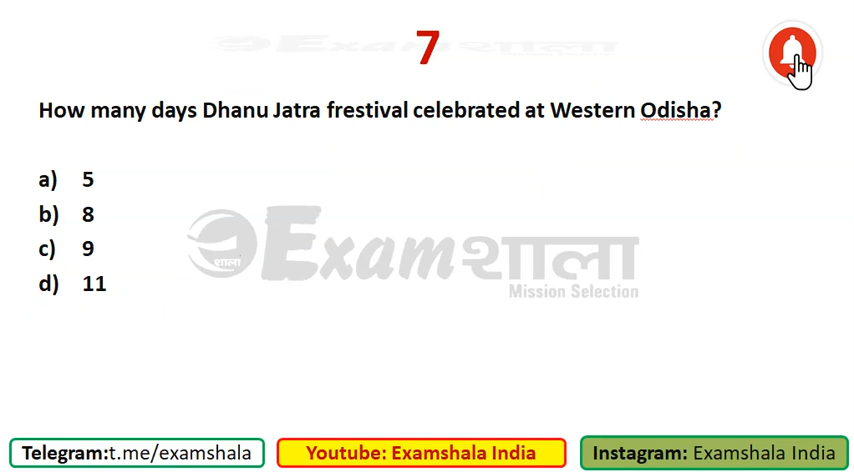 7
Examशाला
How many days Dhanu Jatra frestival celebrated at Western Odisha?
a) 5
b) 8
c) 9
d) 11
शाला
Examशाला
Mission Selection
Telegram:t.me/examshala
Youtube: Examshala India
Instagram: Examshala India